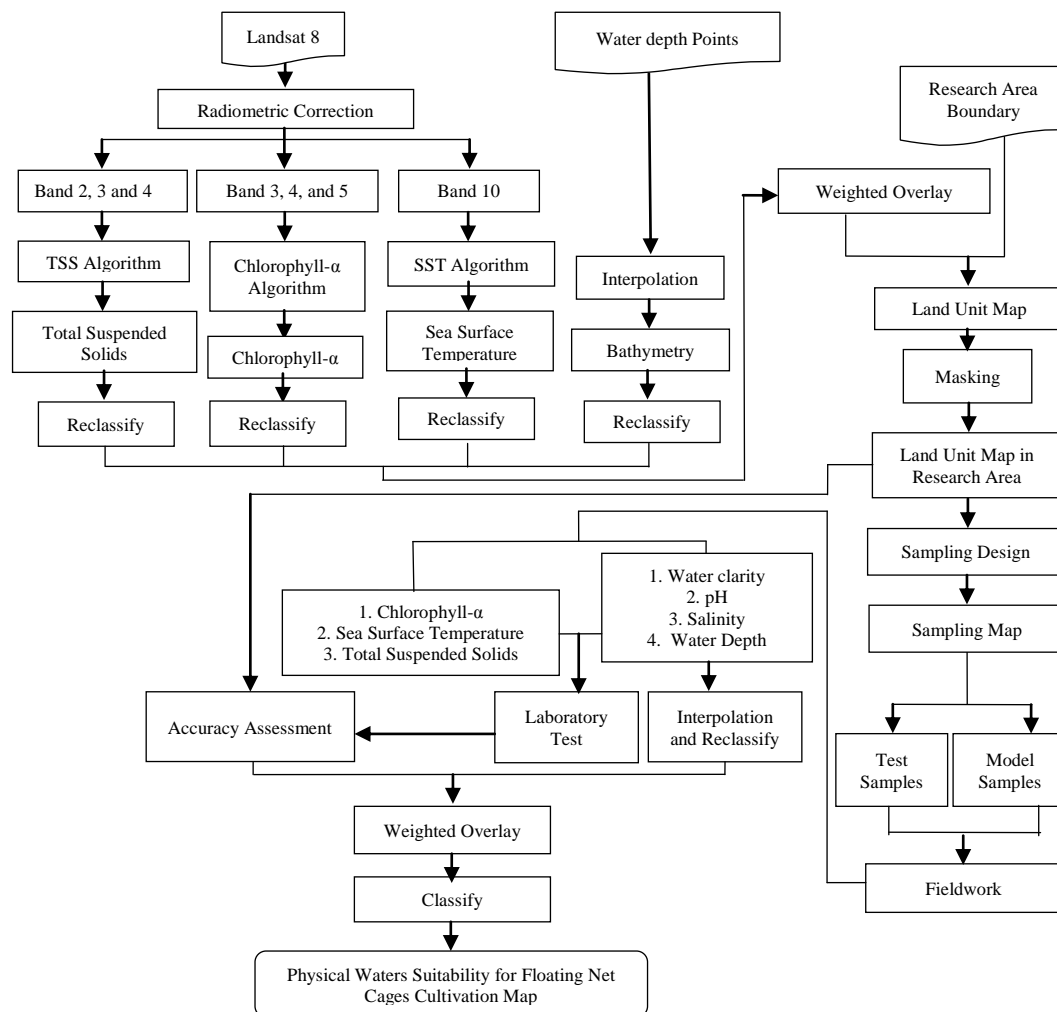 Landsat 8
Water depth Points
Research Area
Boundary
Radiometric Correction
Band 2, 3 and 4
Band 3, 4, and 5
Band 10
Weighted Overlay
TSS Algorithm
Chlorophyll-α
Algorithm
SST Algorithm
Interpolation
Land Unit Map
Total Suspended
Solids
Chlorophyll-α
Sea Surface
Temperature
Bathymetry
Masking
Reclassify
Reclassify
Reclassify
Reclassify
Land Unit Map in
Research Area
Sampling Design
1. Chlorophyll-α
2. Sea Surface Temperature
3. Total Suspended Solids
1. Water clarity
2. pH
3. Salinity
4. Water Depth
Sampling Map
Accuracy Assessment
Laboratory
Test
Interpolation
and Reclassify
Test
Samples
Model
Samples
Weighted Overlay
Fieldwork
Classify
Physical Waters Suitability for Floating Net
Cages Cultivation Map